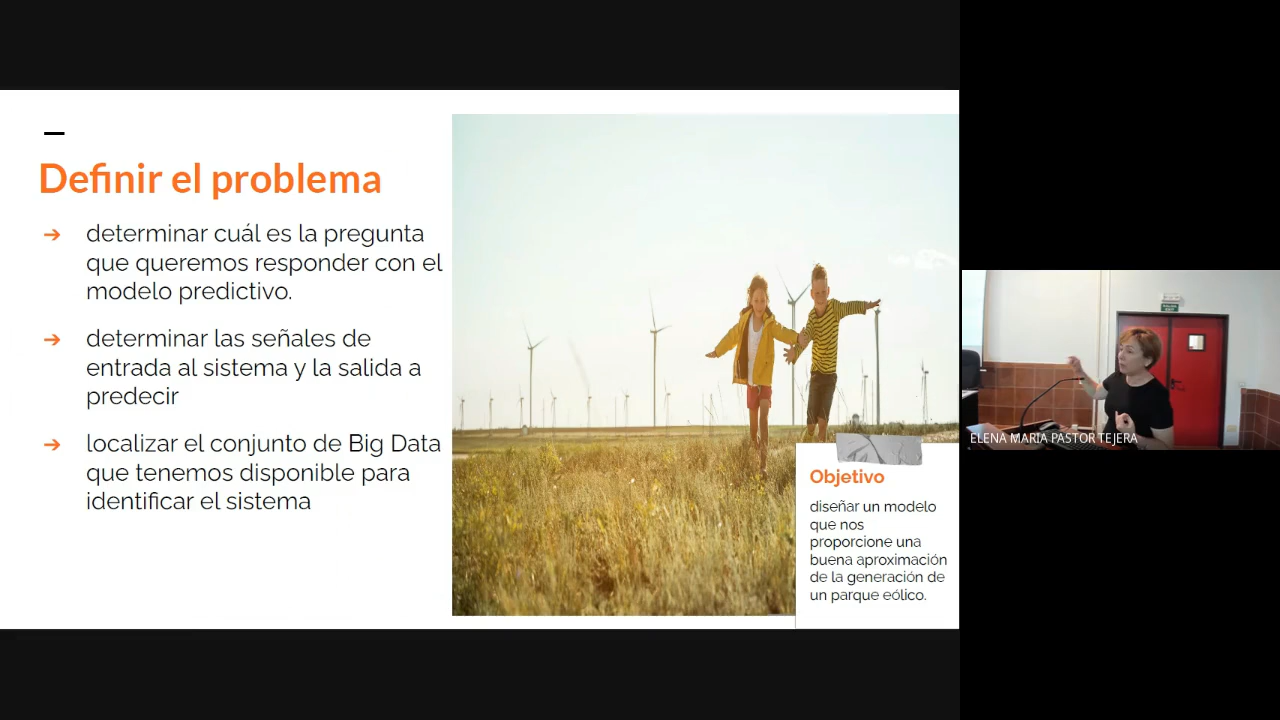 Definir el problema
➔ determinar cuál es la pregunta
que queremos responder con el
modelo predictivo.
➔ determinar las señales de
entrada al sistema y la salida a
predecir
➔ localizar el conjunto de Big Data
que tenemos disponible para
identificar el sistema
Objetivo
diseñar un modelo
que nos
proporcione una
buena aproximación
de la generación de
un parque eólico.
ELENA MARIA PASTOR TEJERA